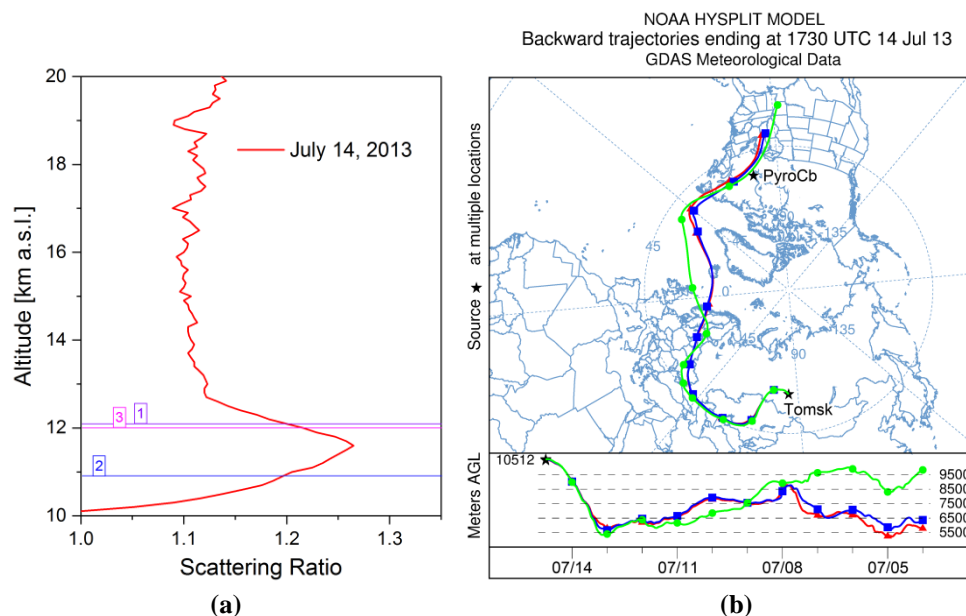 NOAA HYSPLIT MODEL
Backward trajectories ending at 1730 UTC 14 Jul 13
GDAS Meteorological Data
20
18
16
14
12
10
Altitude [km a.s.l.]
July 14, 2013
3
1
2
1.0
1.1
1.2
1.3
Scattering Ratio
(a)
Source ★ at multiple locations
PyroCb
-135
45
0
135
90
Tomsk
Meters AGL
10512
9500
8500
7500
6500
5500
07/14
07/11
07/08
07/05
(b)